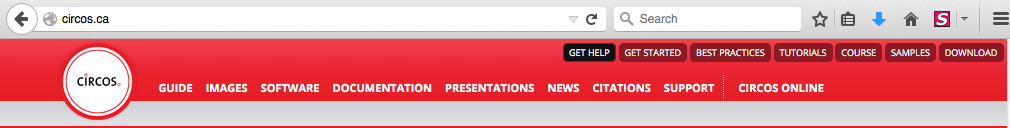 circos.ca Search
GET HELP GET STARTED BEST PRACTICES TUTORIALS COURSE SAMPLES DOWNLOAD
CIRCOS.
GUIDE IMAGES SOFTWARE DOCUMENTATION PRESENTATIONS NEWS CITATIONS SUPPORT CIRCOS ONLINE